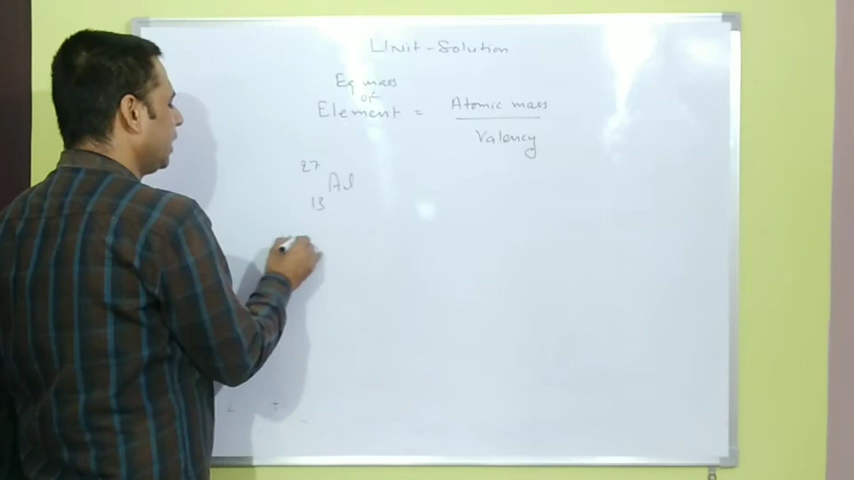 Unit - Solution
Eq mass
of
Element = Atomic mass
Valency
27
Al
13